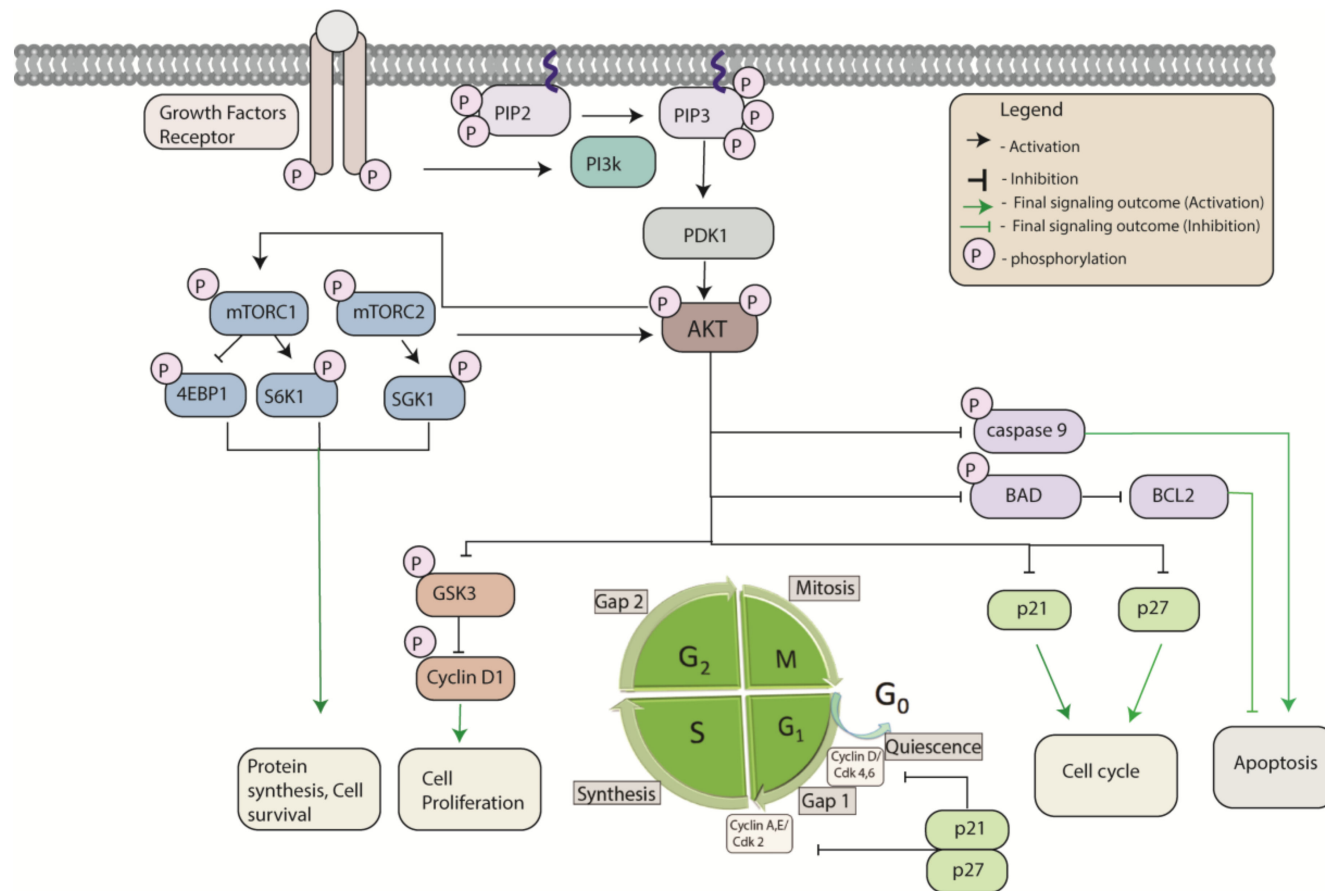 Growth Factors
Receptor
P
P
P
P
PIP2
PIP3
P
P
P
PI3k
PDK1
Legend
- Activation
- Inhibition
- Final signaling outcome (Activation)
- Final signaling outcome (Inhibition)
P - phosphorylation
P
mTORC1
P
mTORC2
P
P
AKT
P
4EBP1
S6K1
P
SGK1
P
P
caspase 9
P
BAD
BCL2
P
GSK3
P
Cyclin D1
p21
p27
Gap 2
Mitosis
G2
M
S
G1
G0
Quiescence
Cyclin D/
Cdk 4,6
Synthesis
Gap 1
Cyclin A,E/
Cdk 2
p21
p27
Protein
synthesis, Cell
survival
Cell
Proliferation
Cell cycle
Apoptosis